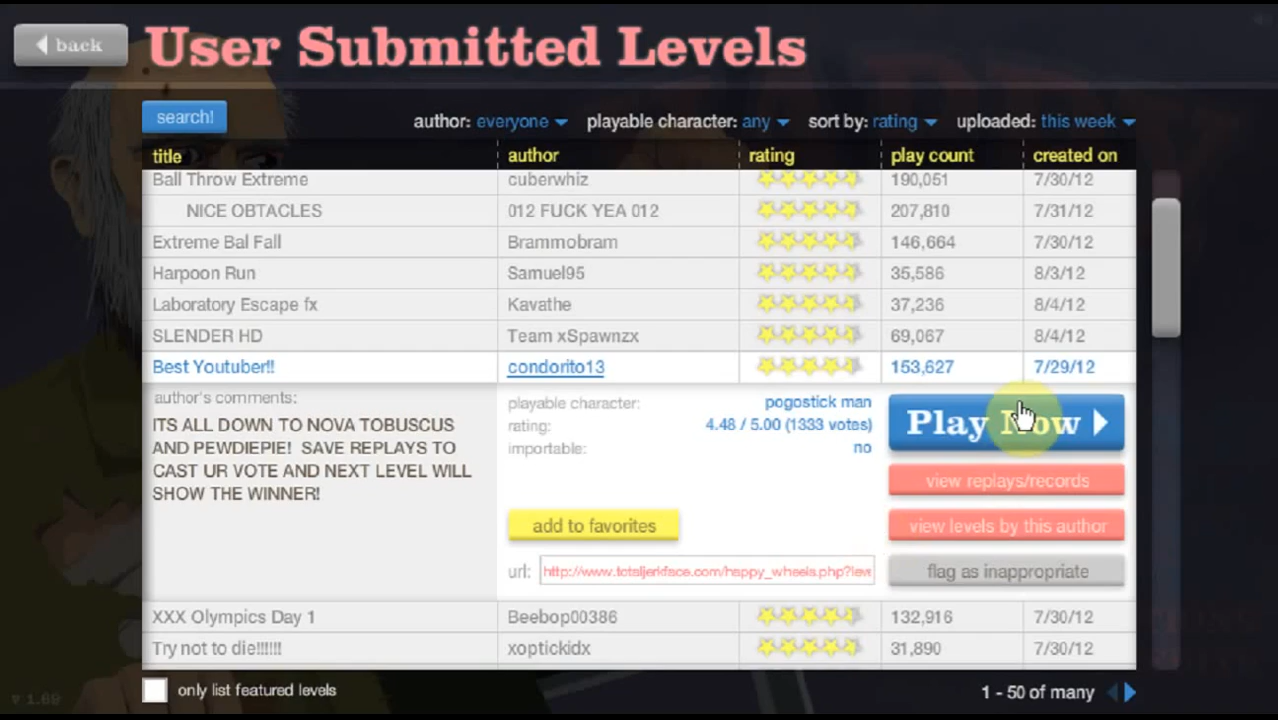 back
User Submitted Levels
search!
author: everyone playable character: any sort by: rating uploaded: this week
title author rating play count created on
Ball Throw Extreme cuberwhiz 190,051 7/30/12
NICE OBTACLES 012 FUCK YEA 012 207,810 7/31/12
Extreme Bal Fall Brammobram 146,664 7/30/12
Harpoon Run Samuel95 35,586 8/3/12
Laboratory Escape fx Kavathe 37,236 8/4/12
SLENDER HD Team xSpawnzx 69,067 8/4/12
Best Youtuber!! condorito13 153,627 7/29/12
author's comments:
ITS ALL DOWN TO NOVA TOBUSCUS
AND PEWDIEPIE! SAVE REPLAYS TO
CAST UR VOTE AND NEXT LEVEL WILL
SHOW THE WINNER!
playable character: pogostick man
rating: 4.48 / 5.00 (1333 votes)
importable: no
add to favorites
url: http://www.totaljerkface.com/happy_wheels.php?leve
Play Now
view replays/records
view levels by this author
flag as inappropriate
XXX Olympics Day 1 Beebop00386 132,916 7/30/12
Try not to die!!!!!! xoptickidx 31,890 7/30/12
only list featured levels
1 - 50 of many
v 1.69